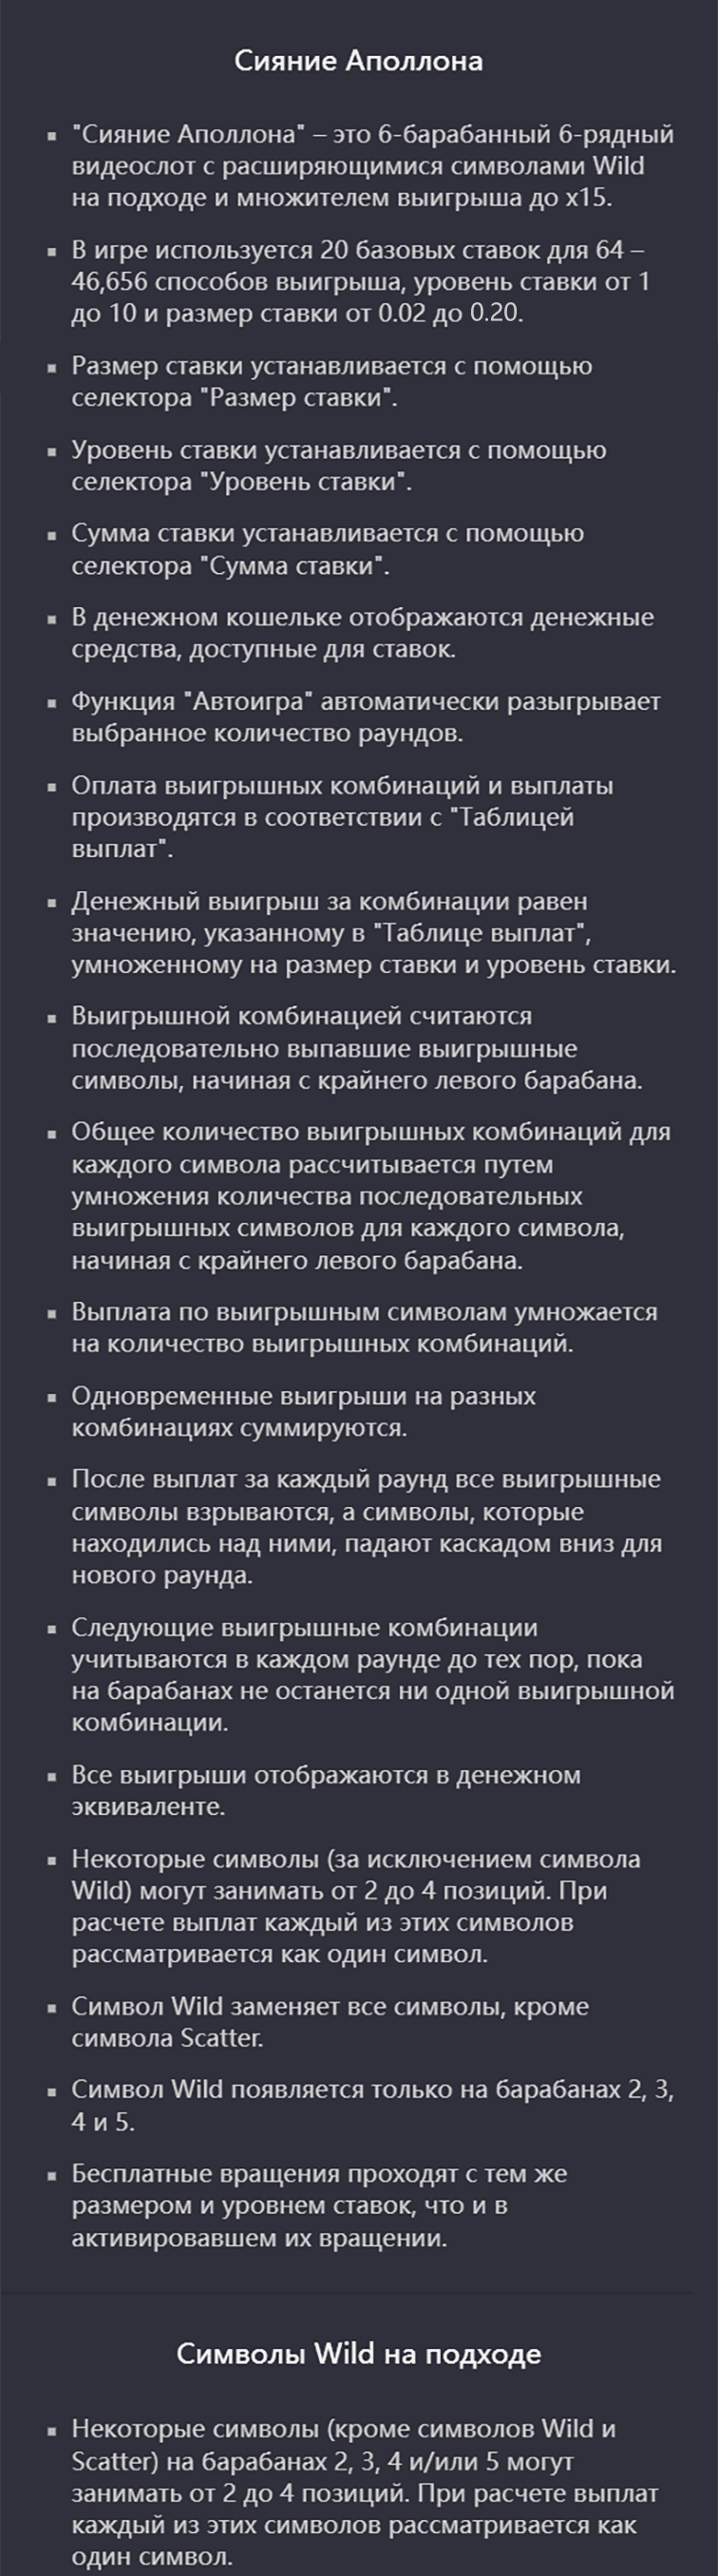 Сияние Аполлона
▪ "Сияние Аполлона" – это 6-барабанный 6-рядный
видеослот с расширяющимися символами Wild
на подходе и множителем выигрыша до x15.
▪ В игре используется 20 базовых ставок для 64 –
46,656 способов выигрыша, уровень ставки от 1
до 10 и размер ставки от 0.02 до 0.20.
▪ Размер ставки устанавливается с помощью
селектора "Размер ставки".
▪ Уровень ставки устанавливается с помощью
селектора "Уровень ставки".
▪ Сумма ставки устанавливается с помощью
селектора "Сумма ставки".
▪ В денежном кошельке отображаются денежные
средства, доступные для ставок.
▪ Функция "Автоигра" автоматически разыгрывает
выбранное количество раундов.
▪ Оплата выигрышных комбинаций и выплаты
производятся в соответствии с "Таблицей
выплат".
▪ Денежный выигрыш за комбинации равен
значению, указанному в "Таблице выплат",
умноженному на размер ставки и уровень ставки.
▪ Выигрышной комбинацией считаются
последовательно выпавшие выигрышные
символы, начиная с крайнего левого барабана.
▪ Общее количество выигрышных комбинаций для
каждого символа рассчитывается путем
умножения количества последовательных
выигрышных символов для каждого символа,
начиная с крайнего левого барабана.
▪ Выплата по выигрышным символам умножается
на количество выигрышных комбинаций.
▪ Одновременные выигрыши на разных
комбинациях суммируются.
▪ После выплат за каждый раунд все выигрышные
символы взрываются, а символы, которые
находились над ними, падают каскадом вниз для
нового раунда.
▪ Следующие выигрышные комбинации
учитываются в каждом раунде до тех пор, пока
на барабанах не останется ни одной выигрышной
комбинации.
▪ Все выигрыши отображаются в денежном
эквиваленте.
▪ Некоторые символы (за исключением символа
Wild) могут занимать от 2 до 4 позиций. При
расчете выплат каждый из этих символов
рассматривается как один символ.
▪ Символ Wild заменяет все символы, кроме
символа Scatter.
▪ Символ Wild появляется только на барабанах 2, 3,
4 и 5.
▪ Бесплатные вращения проходят с тем же
размером и уровнем ставок, что и в
активировавшем их вращении.
Символы Wild на подходе
▪ Некоторые символы (кроме символов Wild и
Scatter) на барабанах 2, 3, 4 и/или 5 могут
занимать от 2 до 4 позиций. При расчете выплат
каждый из этих символов рассматривается как
один символ.